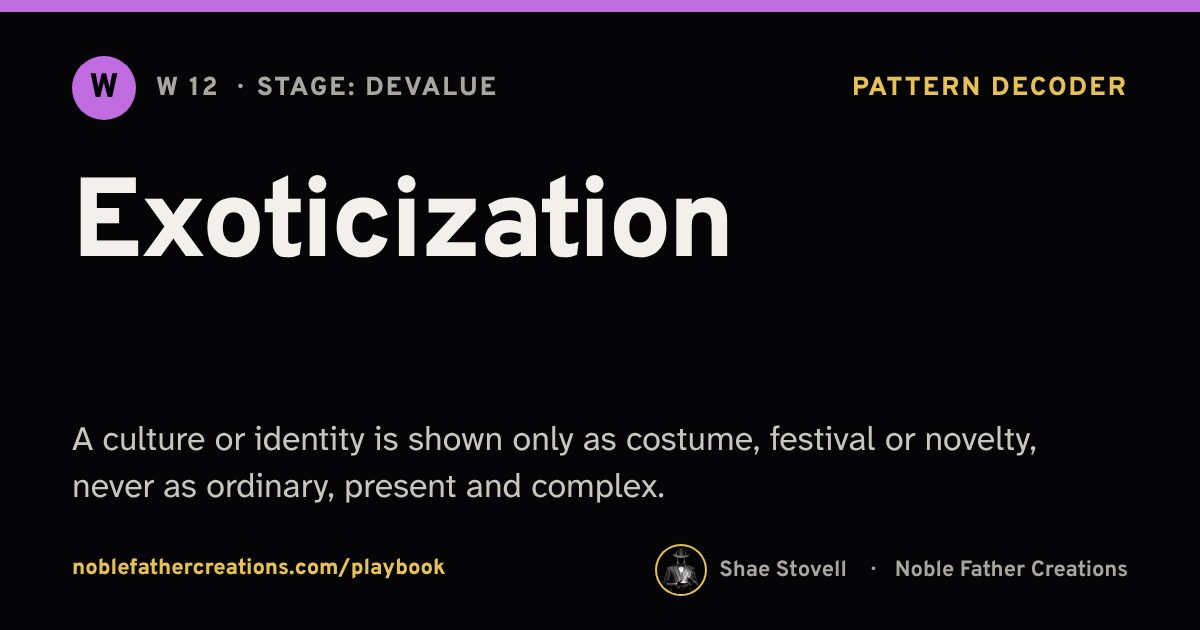 W W 12 · STAGE: DEVALUE PATTERN DECODER
Exoticization
A culture or identity is shown only as costume, festival or novelty,
never as ordinary, present and complex.
noblefathercreations.com/playbook Shae Stovell · Noble Father Creations